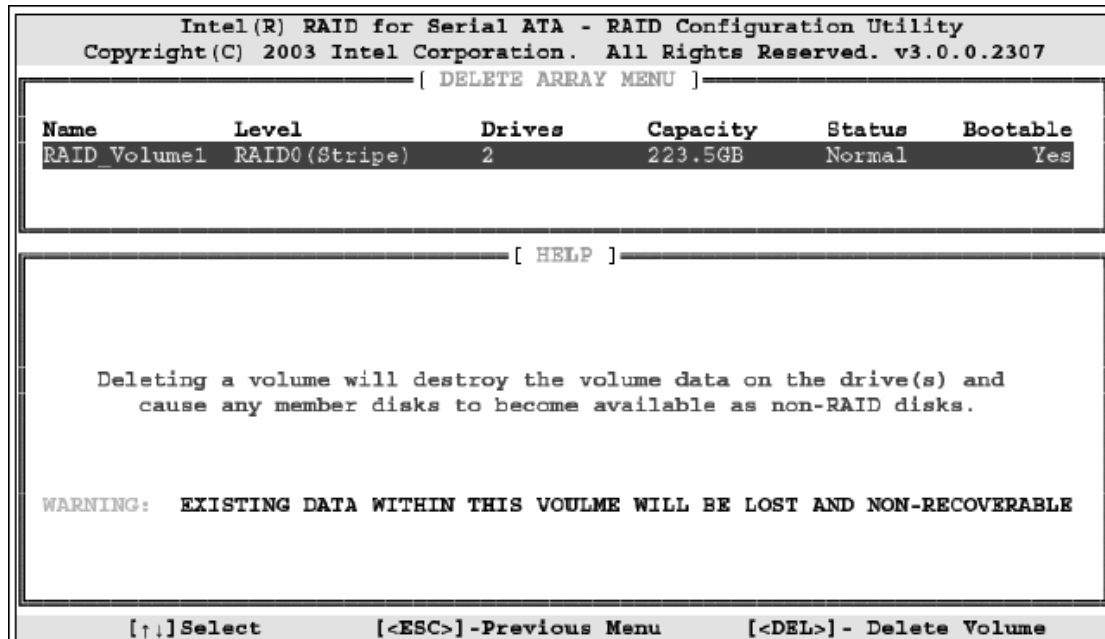 Intel(R) RAID for Serial ATA - RAID Configuration Utility
Copyright(C) 2003 Intel Corporation. All Rights Reserved. v3.0.0.2307
[ DELETE ARRAY MENU ]
Name Level Drives Capacity Status Bootable
RAID_Volume1 RAID0(Stripe) 2 223.5GB Normal Yes
[ HELP ]
Deleting a volume will destroy the volume data on the drive(s) and
cause any member disks to become available as non-RAID disks.
WARNING: EXISTING DATA WITHIN THIS VOULME WILL BE LOST AND NON-RECOVERABLE
[↑↓]Select [<ESC>]-Previous Menu [<DEL>]- Delete Volume